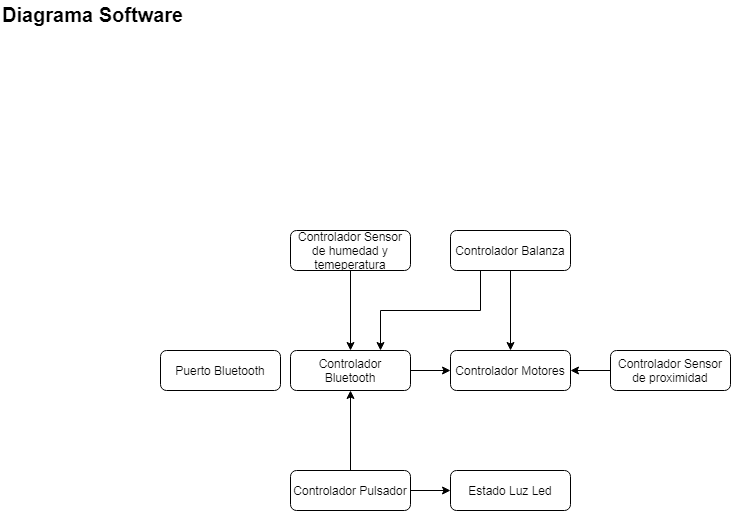 Diagrama Software
Controlador Sensor
de humedad y
temeperatura
Controlador Balanza
Puerto Bluetooth
Controlador
Bluetooth
Controlador Motores
Controlador Sensor
de proximidad
Controlador Pulsador
Estado Luz Led